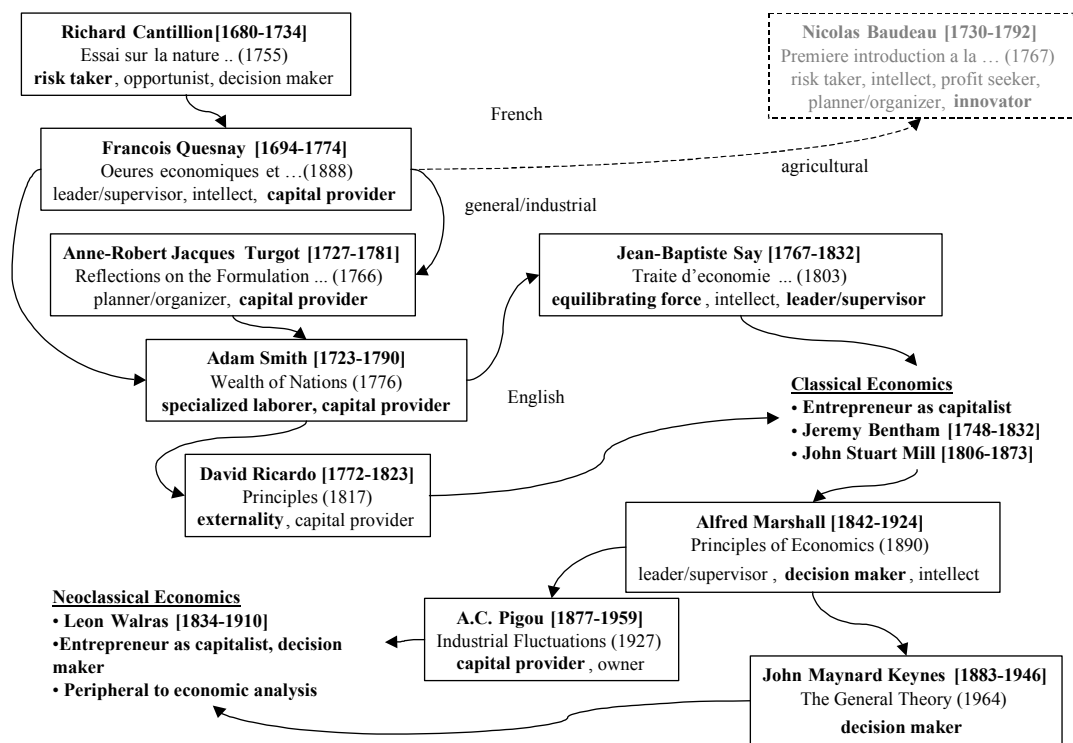 Richard Cantillion[1680-1734]
Essai sur la nature .. (1755)
risk taker, opportunist, decision maker
Nicolas Baudeau [1730-1792]
Premiere introduction a la … (1767)
risk taker, intellect, profit seeker,
planner/organizer, innovator
French
Francois Quesnay [1694-1774]
Oeures economiques et …(1888)
leader/supervisor, intellect, capital provider
agricultural
general/industrial
Anne-Robert Jacques Turgot [1727-1781]
Reflections on the Formulation ... (1766)
planner/organizer, capital provider
Jean-Baptiste Say [1767-1832]
Traite d’economie ... (1803)
equilibrating force, intellect, leader/supervisor
Adam Smith [1723-1790]
Wealth of Nations (1776)
specialized laborer, capital provider
English
Classical Economics
• Entrepreneur as capitalist
• Jeremy Bentham [1748-1832]
• John Stuart Mill [1806-1873]
David Ricardo [1772-1823]
Principles (1817)
externality, capital provider
Alfred Marshall [1842-1924]
Principles of Economics (1890)
leader/supervisor, decision maker, intellect
Neoclassical Economics
• Leon Walras [1834-1910]
•Entrepreneur as capitalist, decision
maker
• Peripheral to economic analysis
A.C. Pigou [1877-1959]
Industrial Fluctuations (1927)
capital provider, owner
John Maynard Keynes [1883-1946]
The General Theory (1964)
decision maker